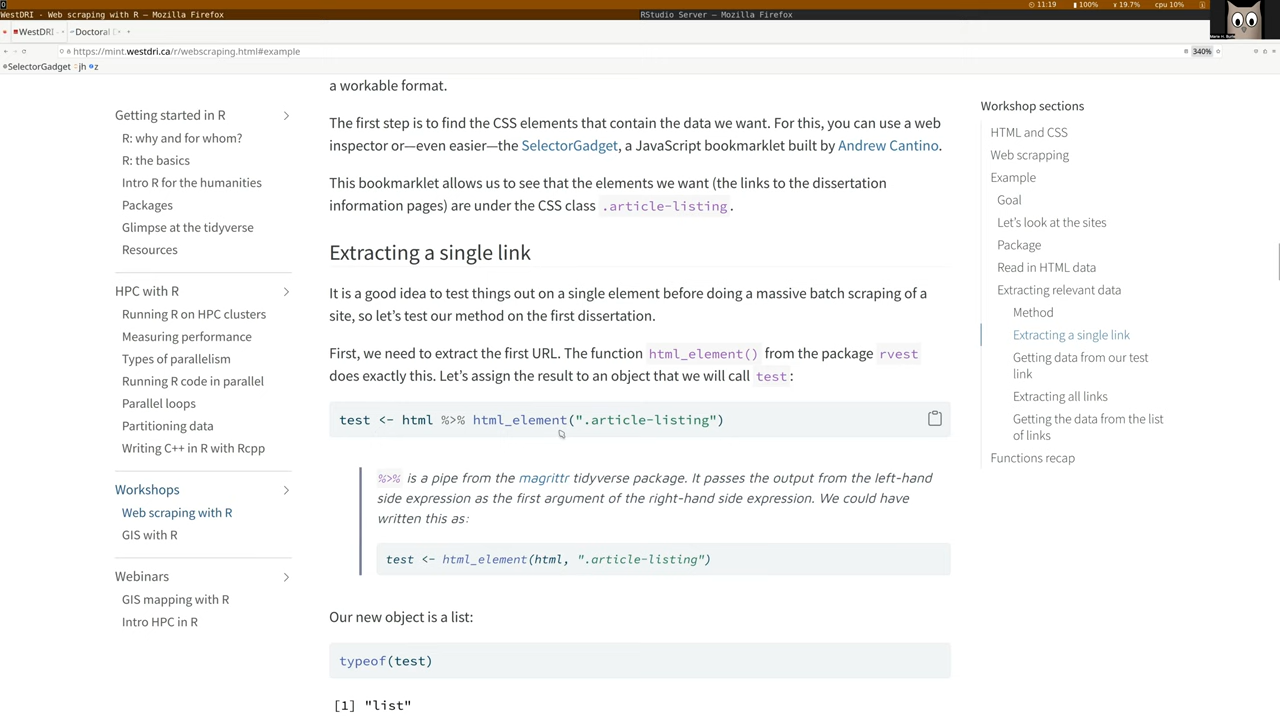 WestDRI - Web scraping with R — Mozilla Firefox
RStudio Server — Mozilla Firefox
11:19
100%
19.7%
cpu 10%
WestDRI
Doctoral
https://mint.westdri.ca/r/webscraping.html#example
340%
SelectorGadget jh z
Getting started in R
R: why and for whom?
R: the basics
Intro R for the humanities
Packages
Glimpse at the tidyverse
Resources
HPC with R
Running R on HPC clusters
Measuring performance
Types of parallelism
Running R code in parallel
Parallel loops
Partitioning data
Writing C++ in R with Rcpp
Workshops
Web scraping with R
GIS with R
Webinars
GIS mapping with R
Intro HPC in R
a workable format.
The first step is to find the CSS elements that contain the data we want. For this, you can use a web
inspector or—even easier—the SelectorGadget, a JavaScript bookmarklet built by Andrew Cantino.
This bookmarklet allows us to see that the elements we want (the links to the dissertation
information pages) are under the CSS class .article-listing.
Extracting a single link
It is a good idea to test things out on a single element before doing a massive batch scraping of a
site, so let's test our method on the first dissertation.
First, we need to extract the first URL. The function html_element() from the package rvest
does exactly this. Let's assign the result to an object that we will call test:
test <- html %>% html_element(".article-listing")
%>% is a pipe from the magrittr tidyverse package. It passes the output from the left-hand
side expression as the first argument of the right-hand side expression. We could have
written this as:
test <- html_element(html, ".article-listing")
Our new object is a list:
typeof(test)
[1] "list"
Workshop sections
HTML and CSS
Web scrapping
Example
Goal
Let's look at the sites
Package
Read in HTML data
Extracting relevant data
Method
Extracting a single link
Getting data from our test
link
Extracting all links
Getting the data from the list
of links
Functions recap